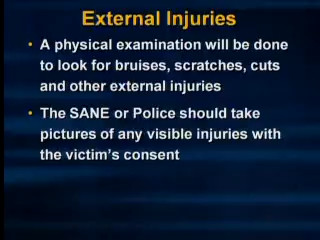 External Injuries
• A physical examination will be done
to look for bruises, scratches, cuts
and other external injuries
• The SANE or Police should take
pictures of any visible injuries with
the victim's consent